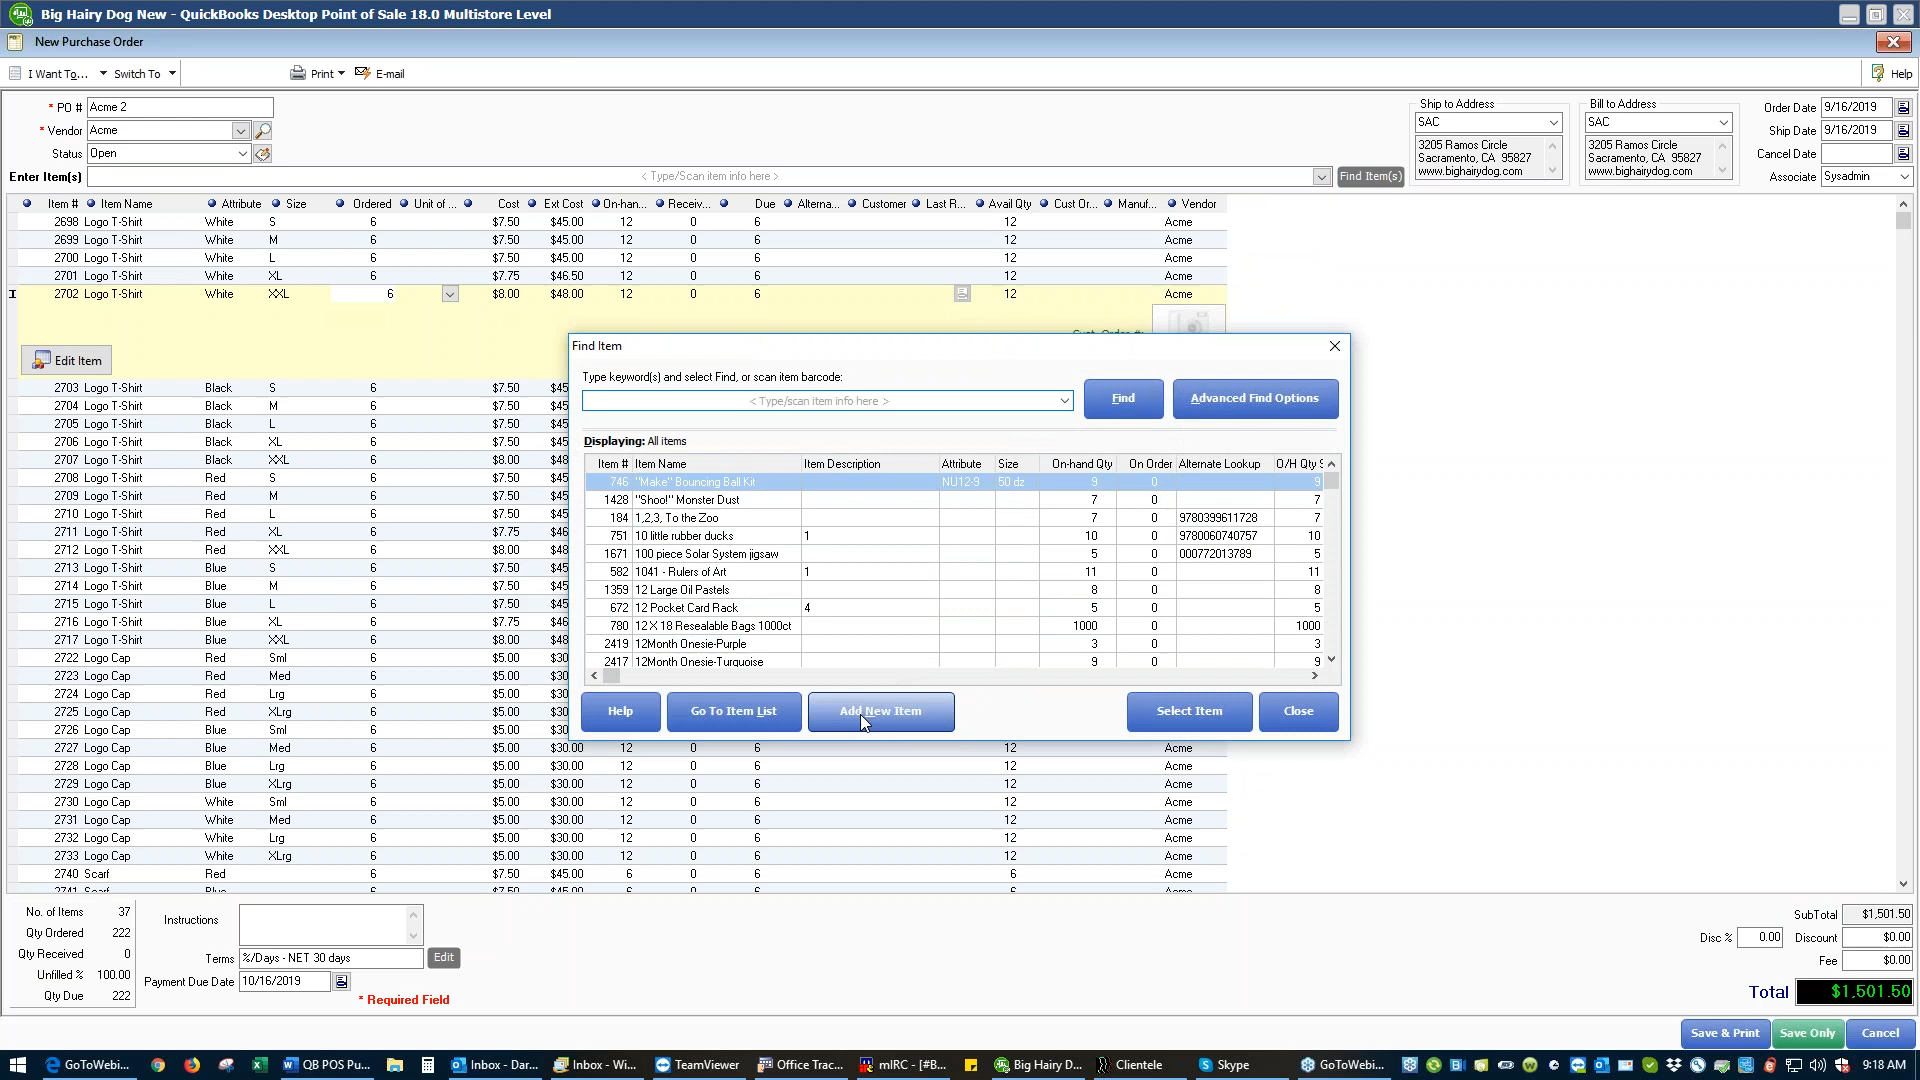 Big Hairy Dog New - QuickBooks Desktop Point of Sale 18.0 Multistore Level
New Purchase Order
I Want To... Switch To Print E-mail Help
* PO # Acme 2
* Vendor Acme
Status Open
Ship to Address
SAC
3205 Ramos Circle
Sacramento, CA 95827
www.bighairydog.com
Bill to Address
SAC
3205 Ramos Circle
Sacramento, CA 95827
www.bighairydog.com
Order Date 9/16/2019
Ship Date 9/16/2019
Cancel Date
Associate Sysadmin
Enter Item(s) < Type/Scan item info here > Find Item(s)
Item # Item Name Attribute Size Ordered Unit of ... Cost Ext Cost On-han... Receiv... Due Alterna... Customer Last R... Avail Qty Cust Or... Manuf... Vendor
2698 Logo T-Shirt White S 6 $7.50 $45.00 12 0 6 12 Acme
2699 Logo T-Shirt White M 6 $7.50 $45.00 12 0 6 12 Acme
2700 Logo T-Shirt White L 6 $7.50 $45.00 12 0 6 12 Acme
2701 Logo T-Shirt White XL 6 $7.75 $46.50 12 0 6 12 Acme
2702 Logo T-Shirt White XXL 6 $8.00 $48.00 12 0 6 12 Acme
Edit Item
2703 Logo T-Shirt Black S 6 $7.50 $45
2704 Logo T-Shirt Black M 6 $7.50 $45
2705 Logo T-Shirt Black L 6 $7.50 $45
2706 Logo T-Shirt Black XL 6 $7.50 $45
2707 Logo T-Shirt Black XXL 6 $8.00 $48
2708 Logo T-Shirt Red S 6 $7.50 $45
2709 Logo T-Shirt Red M 6 $7.50 $45
2710 Logo T-Shirt Red L 6 $7.50 $45
2711 Logo T-Shirt Red XL 6 $7.75 $46
2712 Logo T-Shirt Red XXL 6 $8.00 $48
2713 Logo T-Shirt Blue S 6 $7.50 $45
2714 Logo T-Shirt Blue M 6 $7.50 $45
2715 Logo T-Shirt Blue L 6 $7.50 $45
2716 Logo T-Shirt Blue XL 6 $7.75 $46
2717 Logo T-Shirt Blue XXL 6 $8.00 $48
2722 Logo Cap Red Sml 6 $5.00 $30
2723 Logo Cap Red Med 6 $5.00 $30
2724 Logo Cap Red Lrg 6 $5.00 $30
2725 Logo Cap Red XLrg 6 $5.00 $30
2726 Logo Cap Blue Sml 6 $5.00 $30
2727 Logo Cap Blue Med 6 $5.00 $30.00 12 0 6 12 Acme
2728 Logo Cap Blue Lrg 6 $5.00 $30.00 12 0 6 12 Acme
2729 Logo Cap Blue XLrg 6 $5.00 $30.00 12 0 6 12 Acme
2730 Logo Cap White Sml 6 $5.00 $30.00 12 0 6 12 Acme
2731 Logo Cap White Med 6 $5.00 $30.00 12 0 6 12 Acme
2732 Logo Cap White Lrg 6 $5.00 $30.00 12 0 6 12 Acme
2733 Logo Cap White XLrg 6 $5.00 $30.00 12 0 6 12 Acme
2740 Scarf Red 6 $7.50 $45.00 6 0 6 6 Acme
2741 Scarf Blue 6 $7.50 $45.00 6 0 6 6 Acme
Find Item
Type keyword(s) and select Find, or scan item barcode:
< Type/scan item info here > Find Advanced Find Options
Displaying: All items
Item # Item Name Item Description Attribute Size On-hand Qty On Order Alternate Lookup O/H Qty S
746 "Make" Bouncing Ball Kit NU12-9 50 dz 9 0 9
1428 "Shoo!" Monster Dust 7 0 7
184 1,2,3, To the Zoo 7 0 9780399611728 7
751 10 little rubber ducks 1 10 0 9780060740757 10
1671 100 piece Solar System jigsaw 5 0 000772013789 5
582 1041 - Rulers of Art 1 11 0 11
1359 12 Large Oil Pastels 8 0 8
672 12 Pocket Card Rack 4 5 0 5
780 12 X 18 Resealable Bags 1000ct 1000 0 1000
2419 12Month Onesie-Purple 3 0 3
2417 12Month Onesie-Turquoise 9 0 9
Help Go To Item List Add New Item Select Item Close
No. of Items 37
Qty Ordered 222
Qty Received 0
Unfilled % 100.00
Qty Due 222
Instructions
Terms %/Days - NET 30 days Edit
Payment Due Date 10/16/2019
* Required Field
SubTotal $1,501.50
Disc % 0.00 Discount $0.00
Fee $0.00
Total $1,501.50
Save & Print Save Only Cancel
GoToWebi... QB POS Pu... Inbox - Dar... Inbox - Wi... TeamViewer Office Trac... mIRC - [#B... Big Hairy D... Clientele Skype GoToWebi... 9:18 AM